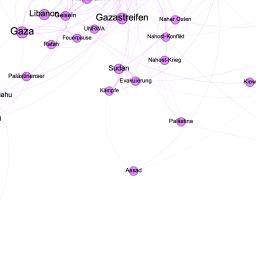 Libanon
Geiseln
Gazastreifen
Naher Osten
Gaza
UNRWA
Feuerpause
Nahost-Konflikt
Rafah
Nahost-Krieg
Sudan
Palästinenser
Evakuierung
Kiew
ahu
Kämpfe
Palästina
Assad